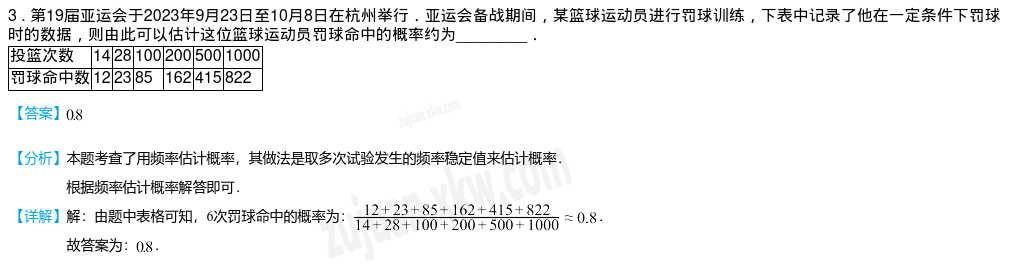 3．第19届亚运会于2023年9月23日至10月8日在杭州举行．亚运会备战期间，某篮球运动员进行罚球训练，下表中记录了他在一定条件下罚球
时的数据，则由此可以估计这位篮球运动员罚球命中的概率约为________．
投篮次数 14 28 100 200 500 1000
罚球命中数 12 23 85 162 415 822
【答案】0.8
zujuan.xkw.com
【分析】本题考查了用频率估计概率，其做法是取多次试验发生的频率稳定值来估计概率.
根据频率估计概率解答即可.
【详解】解：由题中表格可知，6次罚球命中的概率为：(12+23+85+162+415+822)/(14+28+100+200+500+1000) ≈ 0.8.
故答案为：0.8.
zujuan.xkw.com